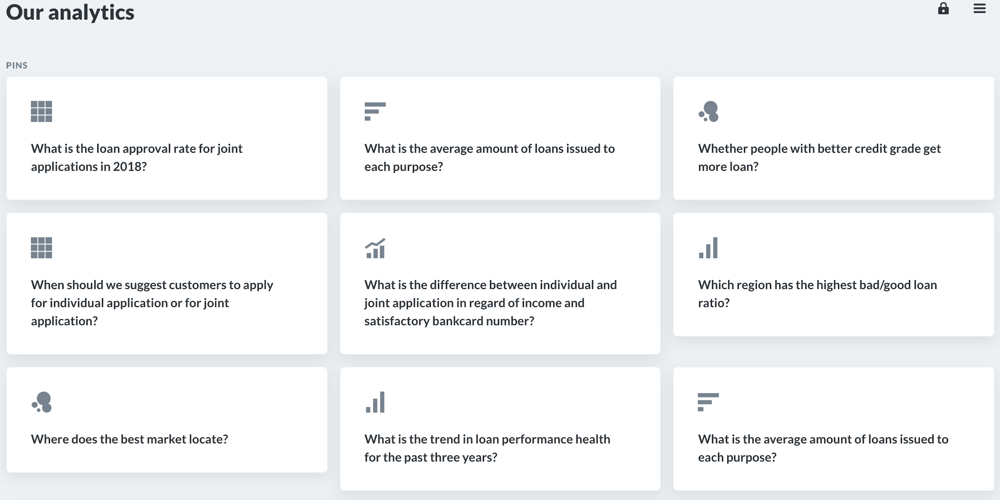 Our analytics
PINS
What is the loan approval rate for joint
applications in 2018?
What is the average amount of loans issued to
each purpose?
Whether people with better credit grade get
more loan?
When should we suggest customers to apply
for individual application or for joint
application?
What is the difference between individual and
joint application in regard of income and
satisfactory bankcard number?
Which region has the highest bad/good loan
ratio?
Where does the best market locate?
What is the trend in loan performance health
for the past three years?
What is the average amount of loans issued to
each purpose?